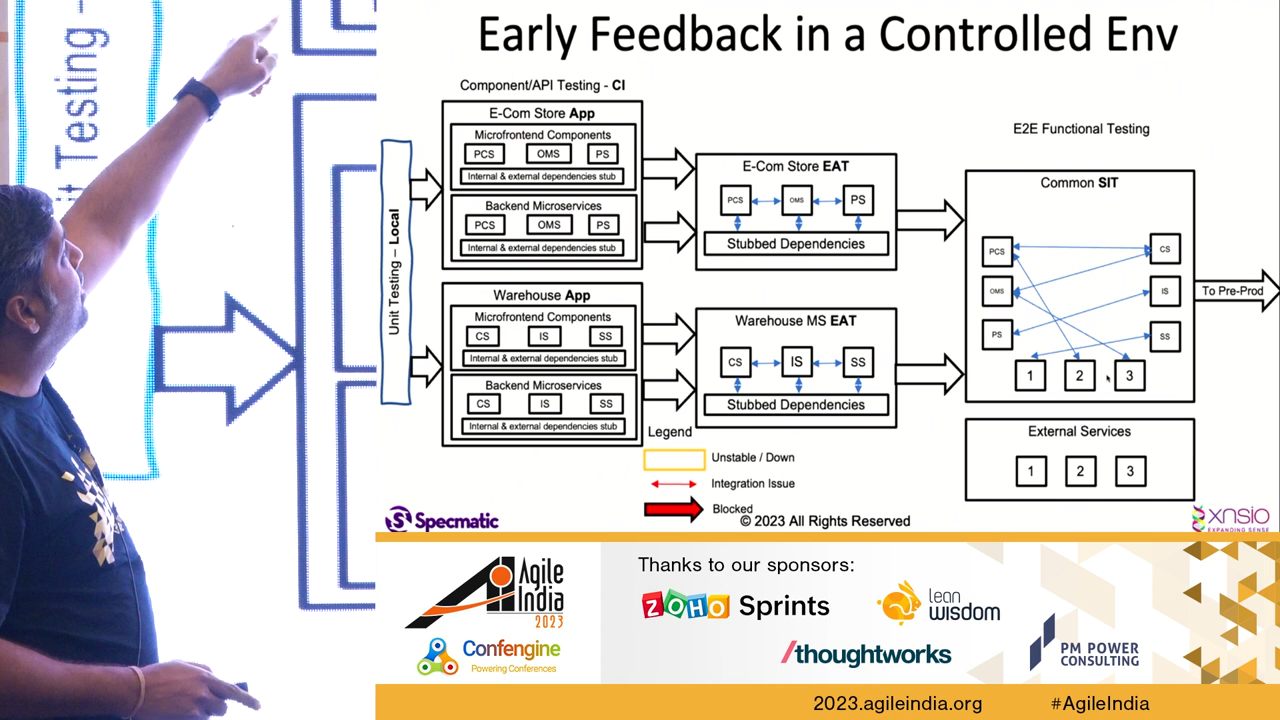 it Testing –
Early Feedback in a Controlled Env
Component/API Testing - CI
E-Com Store App
Microfrontend Components
PCS OMS PS
Internal & external dependencies stub
Backend Microservices
PCS OMS PS
Internal & external dependencies stub
Unit Testing – Local
Warehouse App
Microfrontend Components
CS IS SS
Internal & external dependencies stub
Backend Microservices
CS IS SS
Internal & external dependencies stub
E-Com Store EAT
PCS OMS PS
Stubbed Dependencies
Warehouse MS EAT
CS IS SS
Stubbed Dependencies
E2E Functional Testing
Common SIT
PCS CS
OMS IS
PS SS
1 2 3
To Pre-Prod
External Services
1 2 3
Legend
Unstable / Down
Integration Issue
Blocked
Specmatic
© 2023 All Rights Reserved
xnsio
EXPANDING SENSE
Agile
India
2023
Confengine
Powering Conferences
Thanks to our sponsors:
ZOHO Sprints
lean
wisdom
/thoughtworks
PM POWER
CONSULTING
2023.agileindia.org #AgileIndia